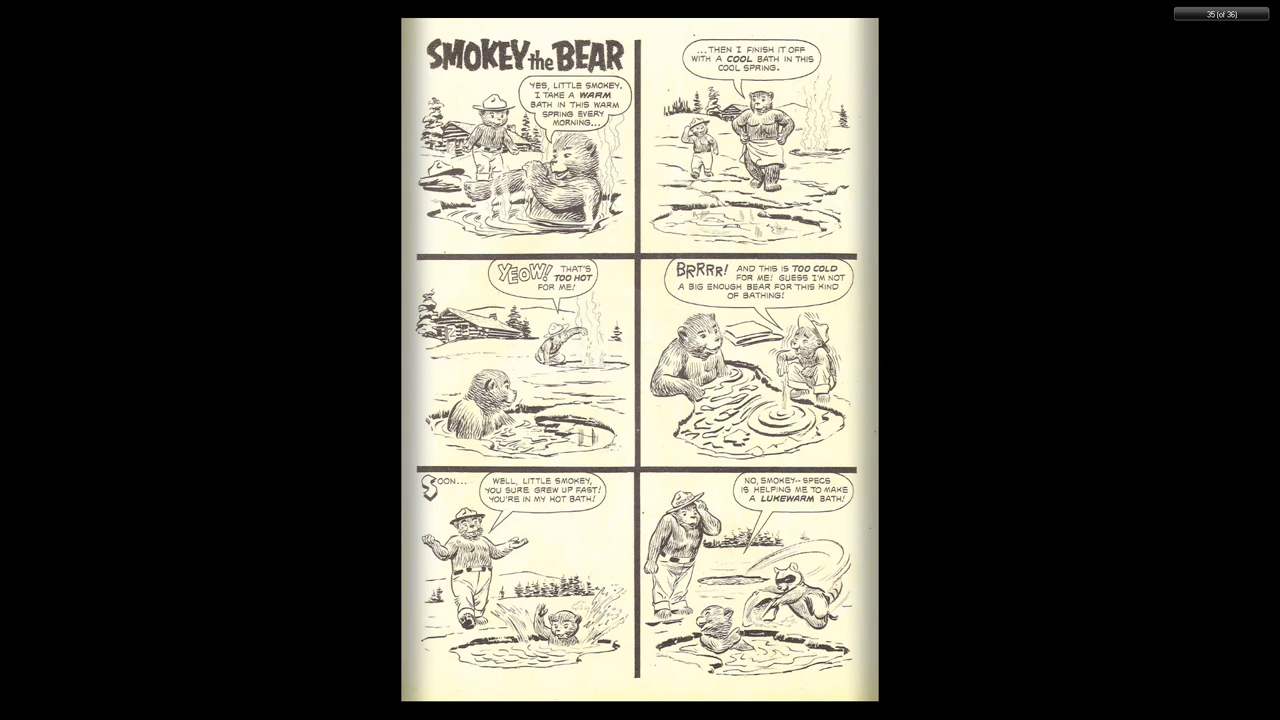 35 (of 36)
SMOKEY the BEAR
YES, LITTLE SMOKEY.
I TAKE A WARM
BATH IN THIS WARM
SPRING EVERY
MORNING...
...THEN I FINISH IT OFF
WITH A COOL BATH IN THIS
COOL SPRING.
YEOW! THAT'S
TOO HOT
FOR ME!
BRRRR! AND THIS IS TOO COLD
FOR ME! GUESS I'M NOT
A BIG ENOUGH BEAR FOR THIS KIND
OF BATHING!
SOON...
WELL, LITTLE SMOKEY,
YOU SURE GREW UP FAST!
YOU'RE IN MY HOT BATH!
NO, SMOKEY-- SPECS
IS HELPING ME TO MAKE
A LUKEWARM BATH!